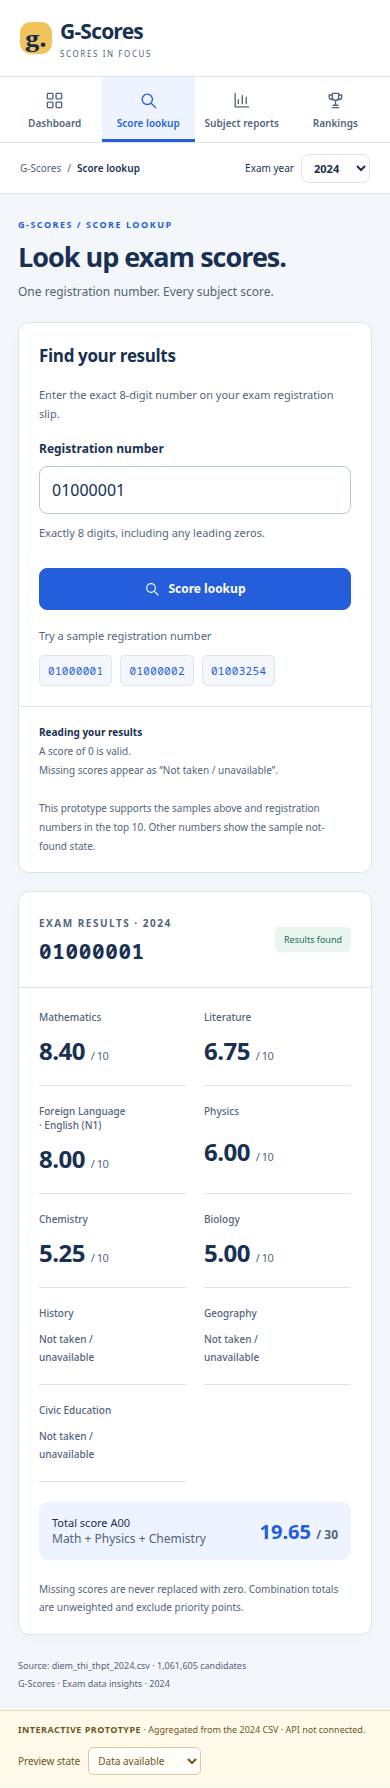 g.
G-Scores
SCORES IN FOCUS
Dashboard
Score lookup
Subject reports
Rankings
G-Scores / Score lookup
Exam year
2024
G-SCORES / SCORE LOOKUP
Look up exam scores.
One registration number. Every subject score.
Find your results
Enter the exact 8-digit number on your exam registration
slip.
Registration number
01000001
Exactly 8 digits, including any leading zeros.
Score lookup
Try a sample registration number
01000001
01000002
01003254
Reading your results
A score of 0 is valid.
Missing scores appear as “Not taken / unavailable”.
This prototype supports the samples above and registration
numbers in the top 10. Other numbers show the sample not-
found state.
EXAM RESULTS · 2024
01000001
Results found
Mathematics
8.40 / 10
Literature
6.75 / 10
Foreign Language
· English (N1)
8.00 / 10
Physics
6.00 / 10
Chemistry
5.25 / 10
Biology
5.00 / 10
History
Not taken /
unavailable
Geography
Not taken /
unavailable
Civic Education
Not taken /
unavailable
Total score A00
Math + Physics + Chemistry
19.65 / 30
Missing scores are never replaced with zero. Combination totals
are unweighted and exclude priority points.
Source: diem_thi_thpt_2024.csv · 1,061,605 candidates
G-Scores · Exam data insights · 2024
INTERACTIVE PROTOTYPE · Aggregated from the 2024 CSV · API not connected.
Preview state
Data available